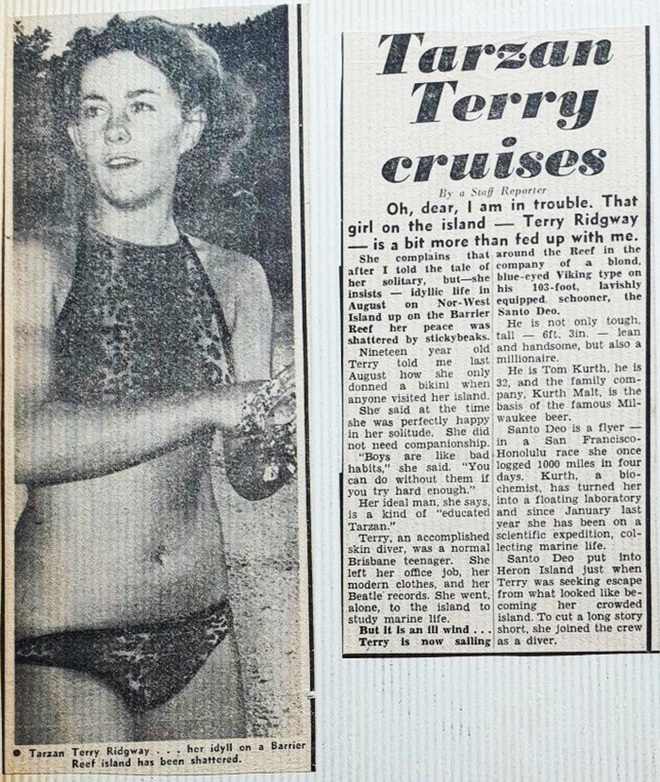 Tarzan
Terry
cruises
By a Staff Reporter
Oh, dear, I am in trouble. That
girl on the island — Terry Ridgway
— is a bit more than fed up with me.
She complains that
after I told the tale of
her solitary, but—she
insists — idyllic life in
August on Nor-West
Island up on the Barrier
Reef her peace was
shattered by stickybeaks.
Nineteen year old
Terry told me last
August how she only
donned a bikini when
anyone visited her island.
She said at the time
she was perfectly happy
in her solitude. She did
not need companionship.
"Boys are like bad
habits," she said. "You
can do without them if
you try hard enough."
Her ideal man, she says,
is a kind of "educated
Tarzan."
Terry, an accomplished
skin diver, was a normal
Brisbane teenager. She
left her office job, her
modern clothes, and her
Beatle records. She went,
alone, to the island to
study marine life.
But it is an ill wind . . .
Terry is now sailing
around the Reef in the
company of a blond,
blue-eyed Viking type on
his 103-foot, lavishly
equipped schooner, the
Santo Deo.
He is not only tough,
tall — 6ft. 3in. — lean
and handsome, but also a
millionaire.
He is Tom Kurth, he is
32, and the family com-
pany, Kurth Malt, is the
basis of the famous Mil-
waukee beer.
Santo Deo is a flyer —
in a San Francisco-
Honolulu race she once
logged 1000 miles in four
days. Kurth, a bio-
chemist, has turned her
into a floating laboratory
and since January last
year she has been on a
scientific expedition, col-
lecting marine life.
Santo Deo put into
Heron Island just when
Terry was seeking escape
from what looked like be-
coming her crowded
island. To cut a long story
short, she joined the crew
as a diver.
● Tarzan Terry Ridgway . . . her idyll on a Barrier
Reef island has been shattered.